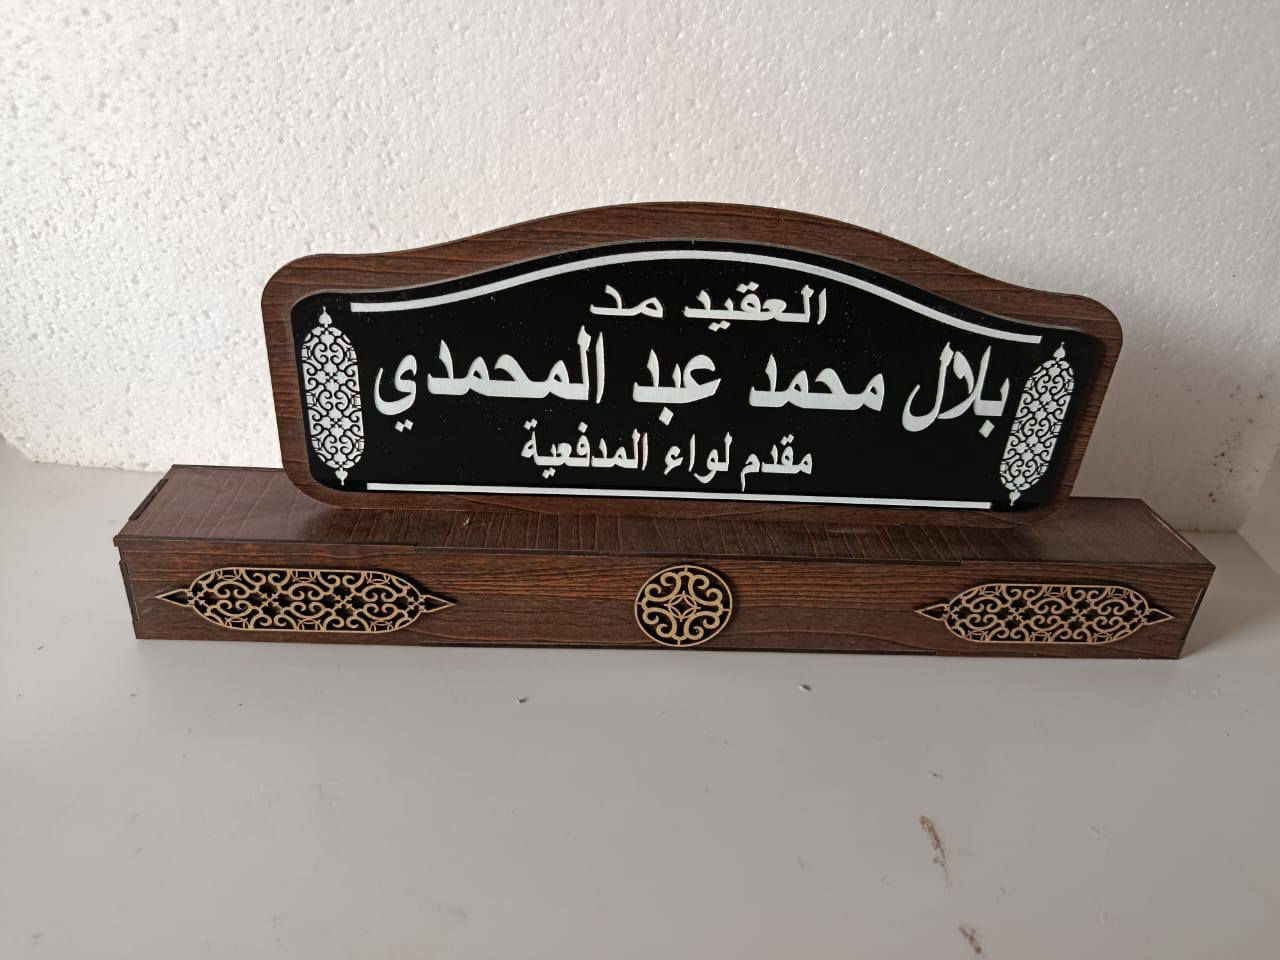 العقيد مد
بلال محمد عبد المحمدي
مقدم لواء المدفعية